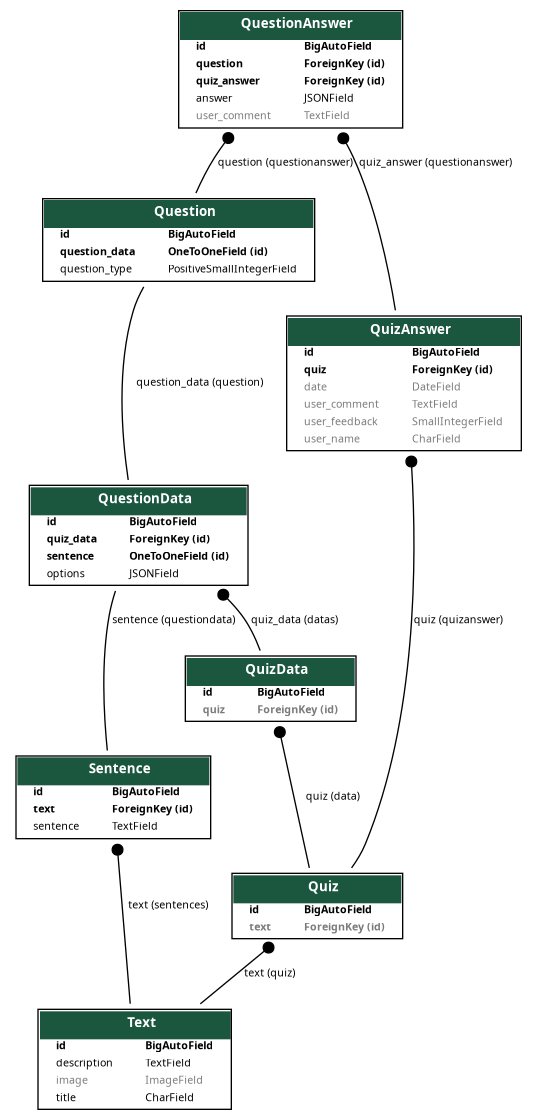 QuestionAnswer
id BigAutoField
question ForeignKey (id)
quiz_answer ForeignKey (id)
answer JSONField
user_comment TextField
question (questionanswer) quiz_answer (questionanswer)
Question
id BigAutoField
question_data OneToOneField (id)
question_type PositiveSmallIntegerField
QuizAnswer
id BigAutoField
quiz ForeignKey (id)
date DateField
user_comment TextField
user_feedback SmallIntegerField
user_name CharField
question_data (question)
QuestionData
id BigAutoField
quiz_data ForeignKey (id)
sentence OneToOneField (id)
options JSONField
sentence (questiondata) quiz_data (datas) quiz (quizanswer)
QuizData
id BigAutoField
quiz ForeignKey (id)
Sentence
id BigAutoField
text ForeignKey (id)
sentence TextField
quiz (data)
Quiz
id BigAutoField
text ForeignKey (id)
text (sentences)
text (quiz)
Text
id BigAutoField
description TextField
image ImageField
title CharField